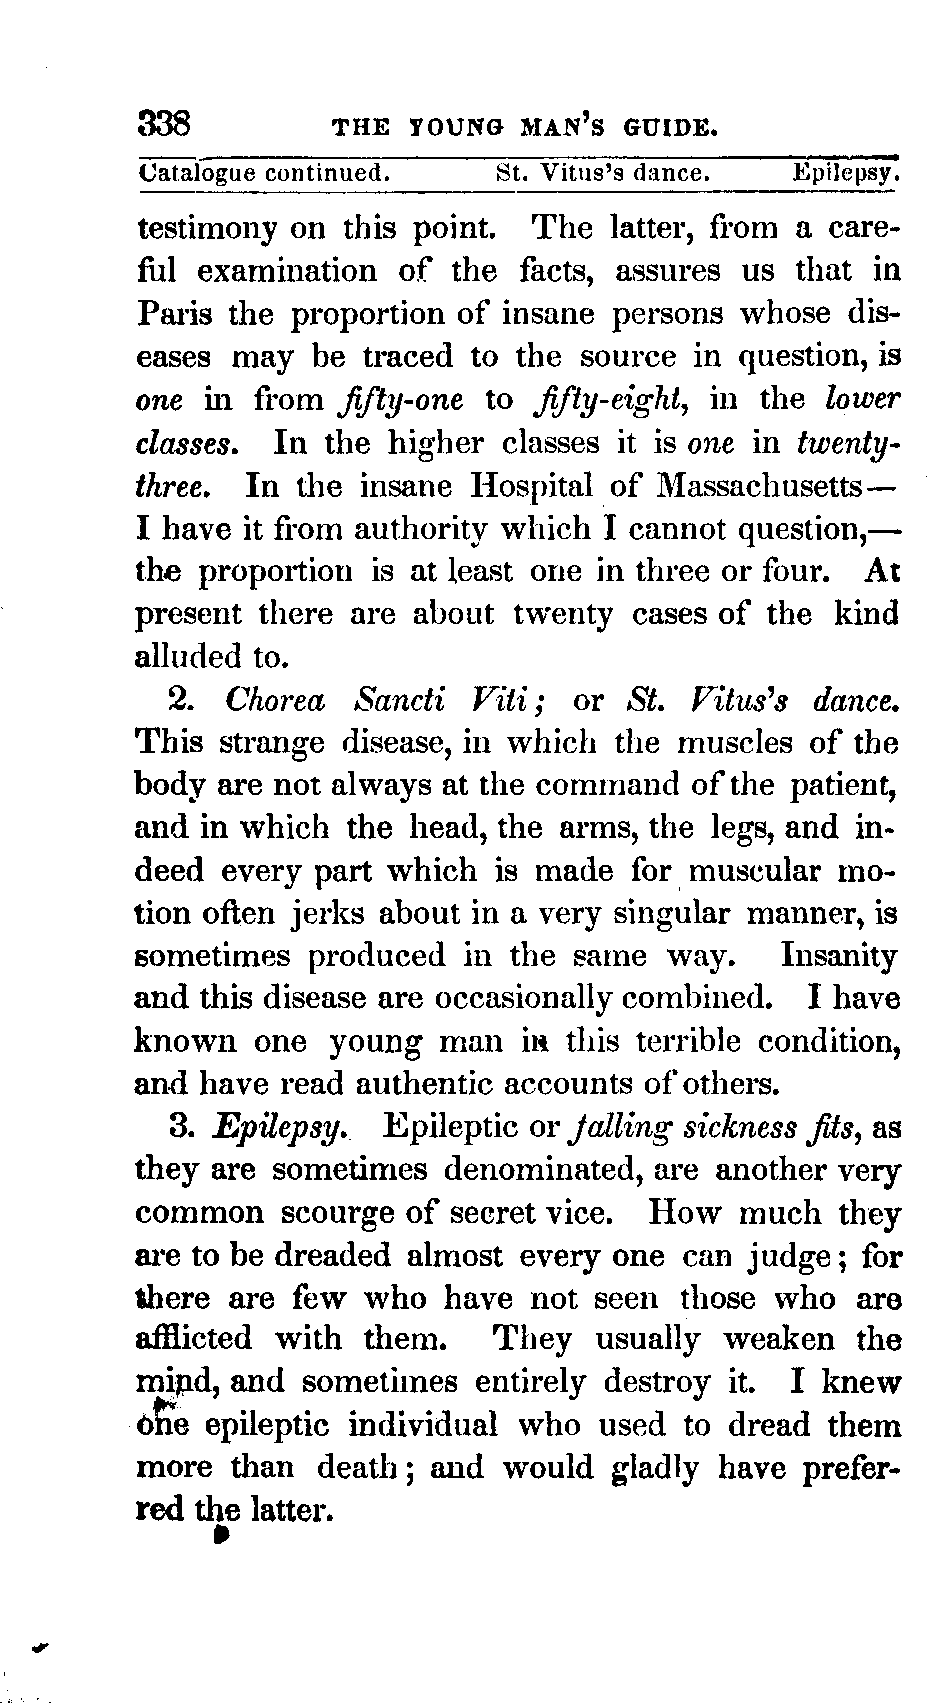 338 THE YOUNG MAN'S GUIDE.
Catalogue continued. St. Vitus's dance. Epilepsy.
testimony on this point. The latter, from a care-
ful examination of the facts, assures us that in
Paris the proportion of insane persons whose dis-
eases may be traced to the source in question, is
one in from fifty-one to fifty-eight, in the lower
classes. In the higher classes it is one in twenty-
three. In the insane Hospital of Massachusetts—
I have it from authority which I cannot question,—
the proportion is at least one in three or four. At
present there are about twenty cases of the kind
alluded to.
2. Chorea Sancti Viti; or St. Vitus's dance.
This strange disease, in which the muscles of the
body are not always at the command of the patient,
and in which the head, the arms, the legs, and in-
deed every part which is made for muscular mo-
tion often jerks about in a very singular manner, is
sometimes produced in the same way. Insanity
and this disease are occasionally combined. I have
known one young man in this terrible condition,
and have read authentic accounts of others.
3. Epilepsy. Epileptic or falling sickness fits, as
they are sometimes denominated, are another very
common scourge of secret vice. How much they
are to be dreaded almost every one can judge; for
there are few who have not seen those who are
afflicted with them. They usually weaken the
mind, and sometimes entirely destroy it. I knew
one epileptic individual who used to dread them
more than death; and would gladly have prefer-
red the latter.